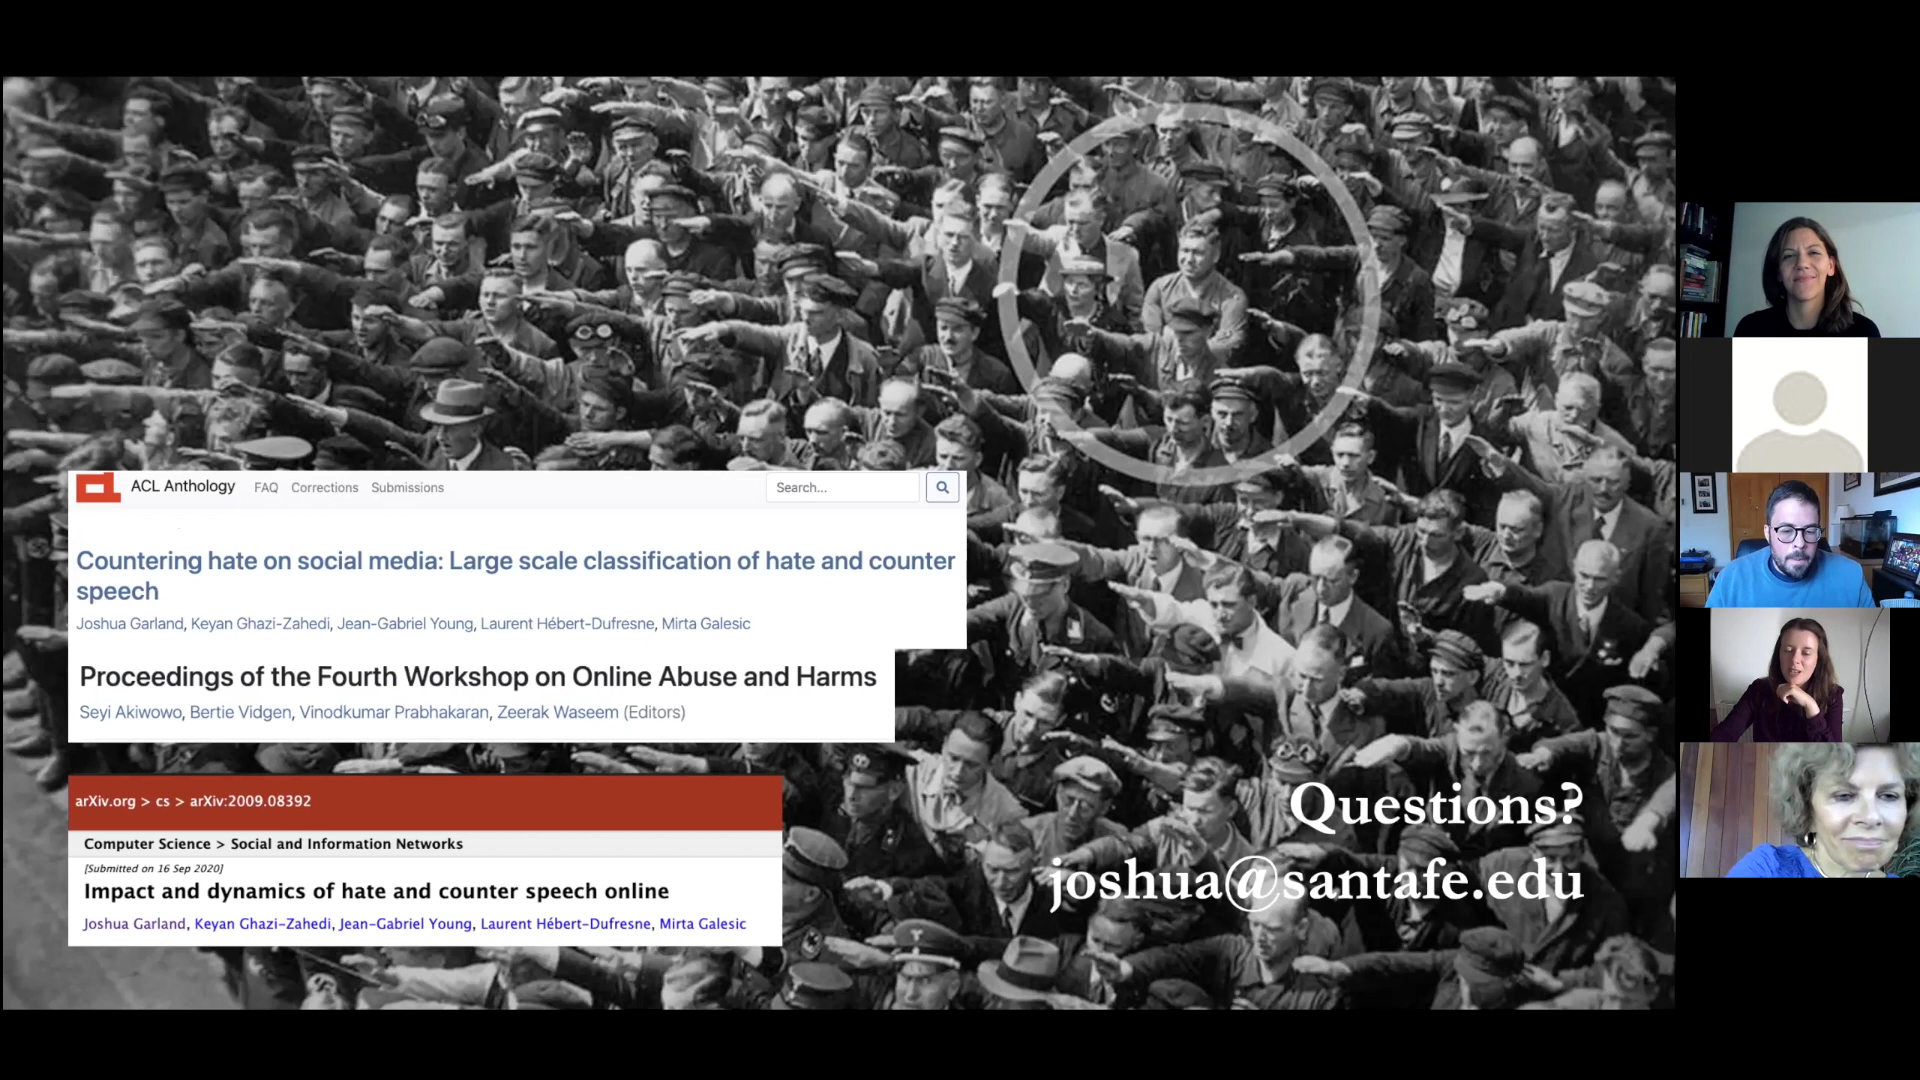 ACL Anthology FAQ Corrections Submissions Search...
Countering hate on social media: Large scale classification of hate and counter
speech
Joshua Garland, Keyan Ghazi-Zahedi, Jean-Gabriel Young, Laurent Hébert-Dufresne, Mirta Galesic
Proceedings of the Fourth Workshop on Online Abuse and Harms
Seyi Akiwowo, Bertie Vidgen, Vinodkumar Prabhakaran, Zeerak Waseem (Editors)
arXiv.org > cs > arXiv:2009.08392
Computer Science > Social and Information Networks
[Submitted on 16 Sep 2020]
Impact and dynamics of hate and counter speech online
Joshua Garland, Keyan Ghazi-Zahedi, Jean-Gabriel Young, Laurent Hébert-Dufresne, Mirta Galesic
Questions?
joshua@santafe.edu